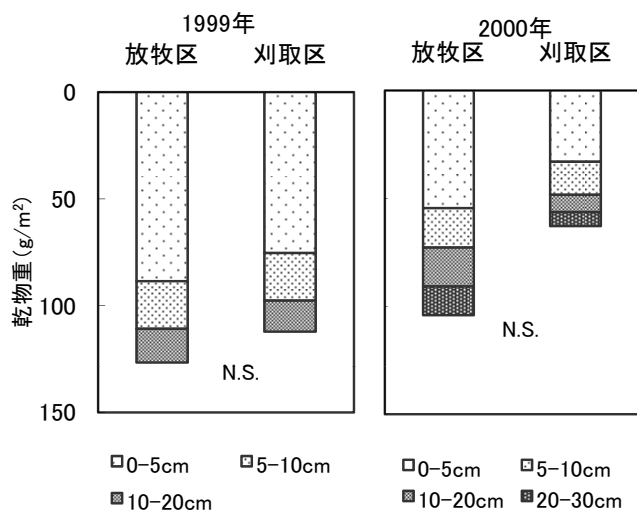 1999年
2000年
放牧区 刈取区
放牧区 刈取区
乾物重(g/m²)
0
50
100
150
N.S.
N.S.
0-5cm 5-10cm
10-20cm
0-5cm 5-10cm
10-20cm 20-30cm